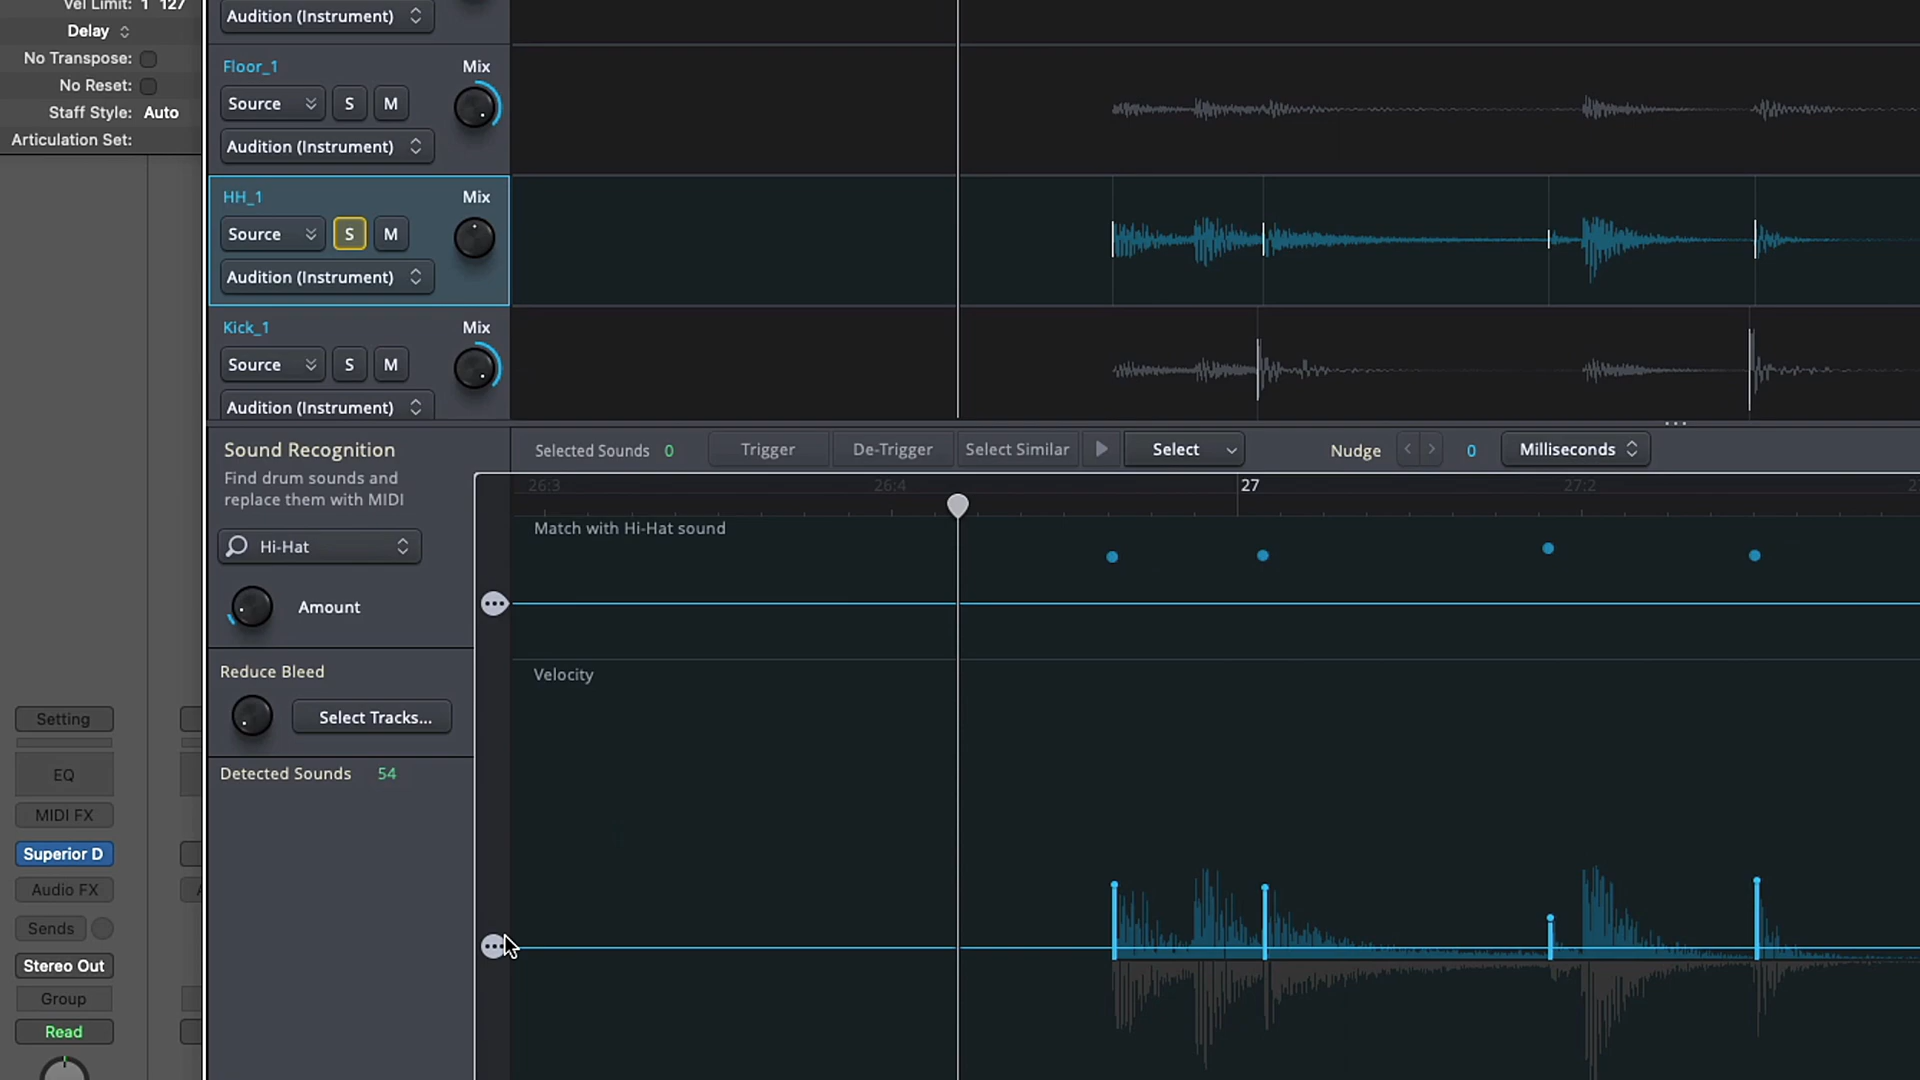 Vel Limit: 1 127
Delay
No Transpose:
No Reset:
Staff Style: Auto
Articulation Set:
Setting
EQ
MIDI FX
Superior D
Audio FX
Sends
Stereo Out
Group
Read
Audition (Instrument)
Floor_1 Mix
Source S M
Audition (Instrument)
HH_1 Mix
Source S M
Audition (Instrument)
Kick_1 Mix
Source S M
Audition (Instrument)
Sound Recognition
Find drum sounds and
replace them with MIDI
Hi-Hat
Amount
Reduce Bleed
Select Tracks...
Detected Sounds 54
Selected Sounds 0 Trigger De-Trigger Select Similar Select Nudge 0 Milliseconds
26:3 26:4 27 27:2
Match with Hi-Hat sound
Velocity